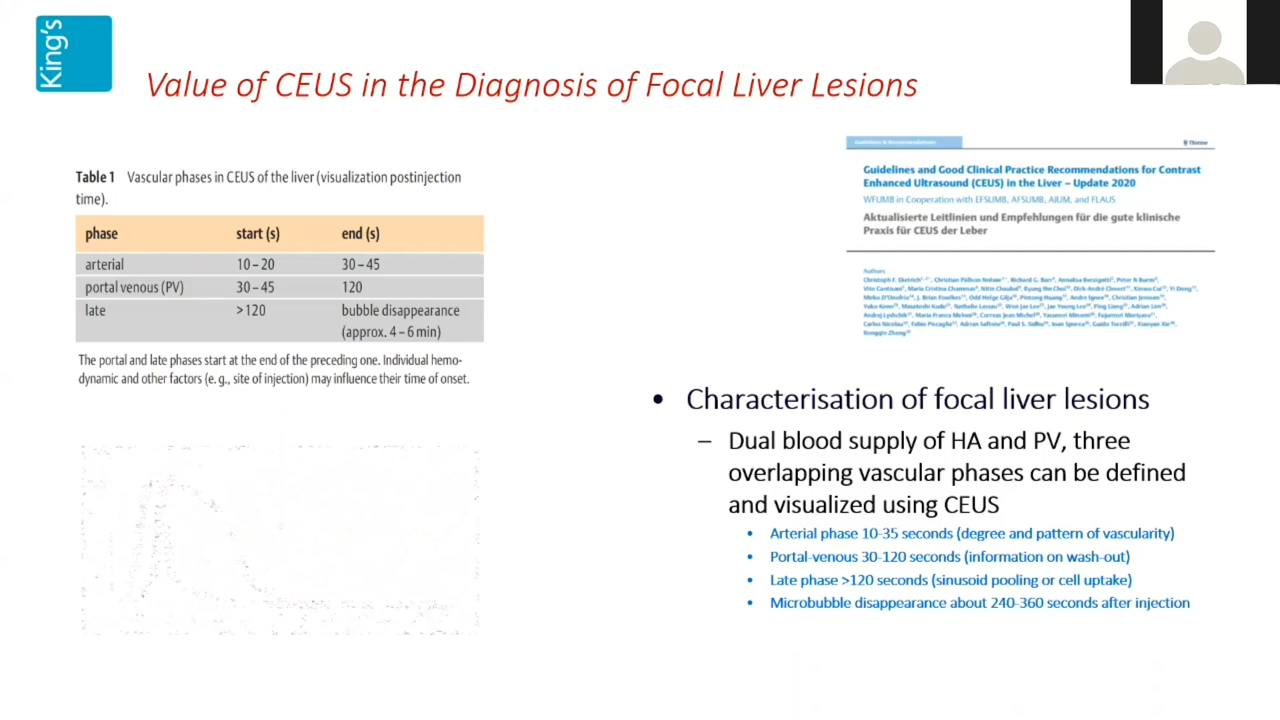 King's
Value of CEUS in the Diagnosis of Focal Liver Lesions
Table 1 Vascular phases in CEUS of the liver (visualization postinjection
time).
phase start (s) end (s)
arterial 10–20 30–45
portal venous (PV) 30–45 120
late >120 bubble disappearance
(approx. 4–6 min)
The portal and late phases start at the end of the preceding one. Individual hemo-
dynamic and other factors (e.g., site of injection) may influence their time of onset.
Guidelines & Recommendations
Thieme
Guidelines and Good Clinical Practice Recommendations for Contrast
Enhanced Ultrasound (CEUS) in the Liver – Update 2020
WFUMB in Cooperation with EFSUMB, AFSUMB, AIUM, and FLAUS
Aktualisierte Leitlinien und Empfehlungen für die gute klinische
Praxis für CEUS der Leber
Authors
• Characterisation of focal liver lesions
– Dual blood supply of HA and PV, three
overlapping vascular phases can be defined
and visualized using CEUS
• Arterial phase 10-35 seconds (degree and pattern of vascularity)
• Portal-venous 30-120 seconds (information on wash-out)
• Late phase >120 seconds (sinusoid pooling or cell uptake)
• Microbubble disappearance about 240-360 seconds after injection